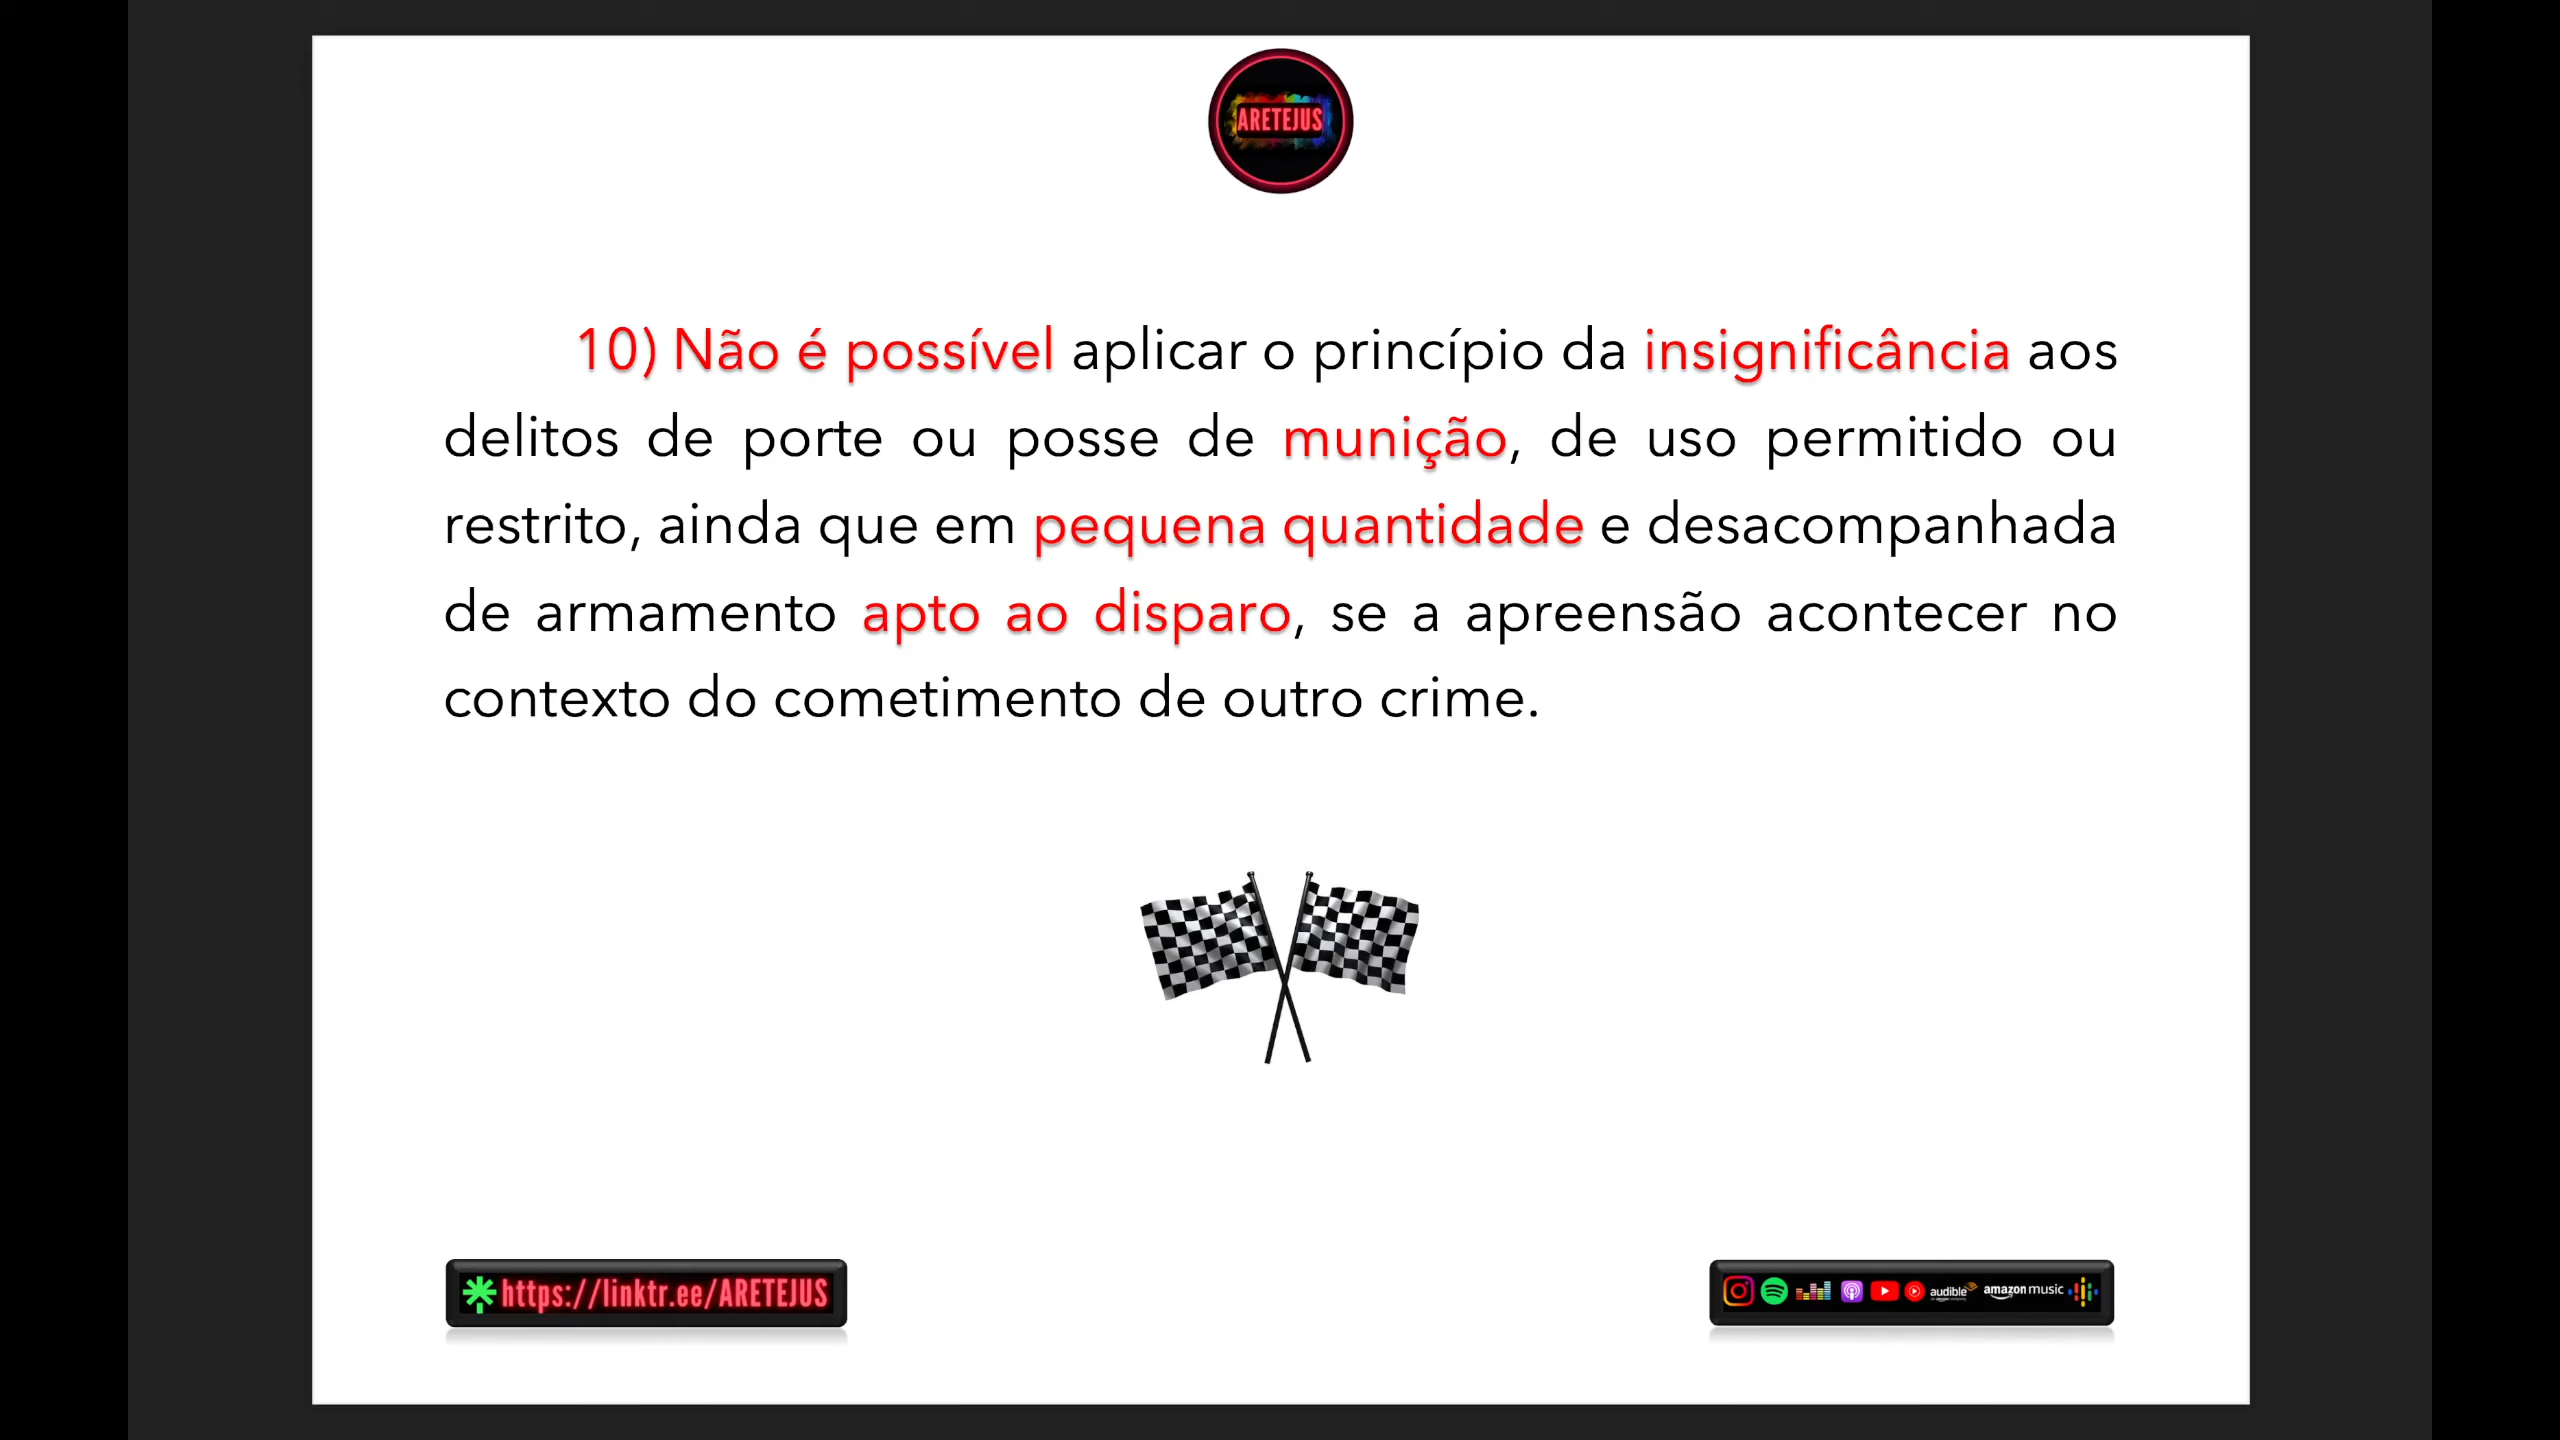 ARETEJUS
10) Não é possível aplicar o princípio da insignificância aos
delitos de porte ou posse de munição, de uso permitido ou
restrito, ainda que em pequena quantidade e desacompanhada
de armamento apto ao disparo, se a apreensão acontecer no
contexto do cometimento de outro crime.
https://linktr.ee/ARETEJUS
audible amazon music